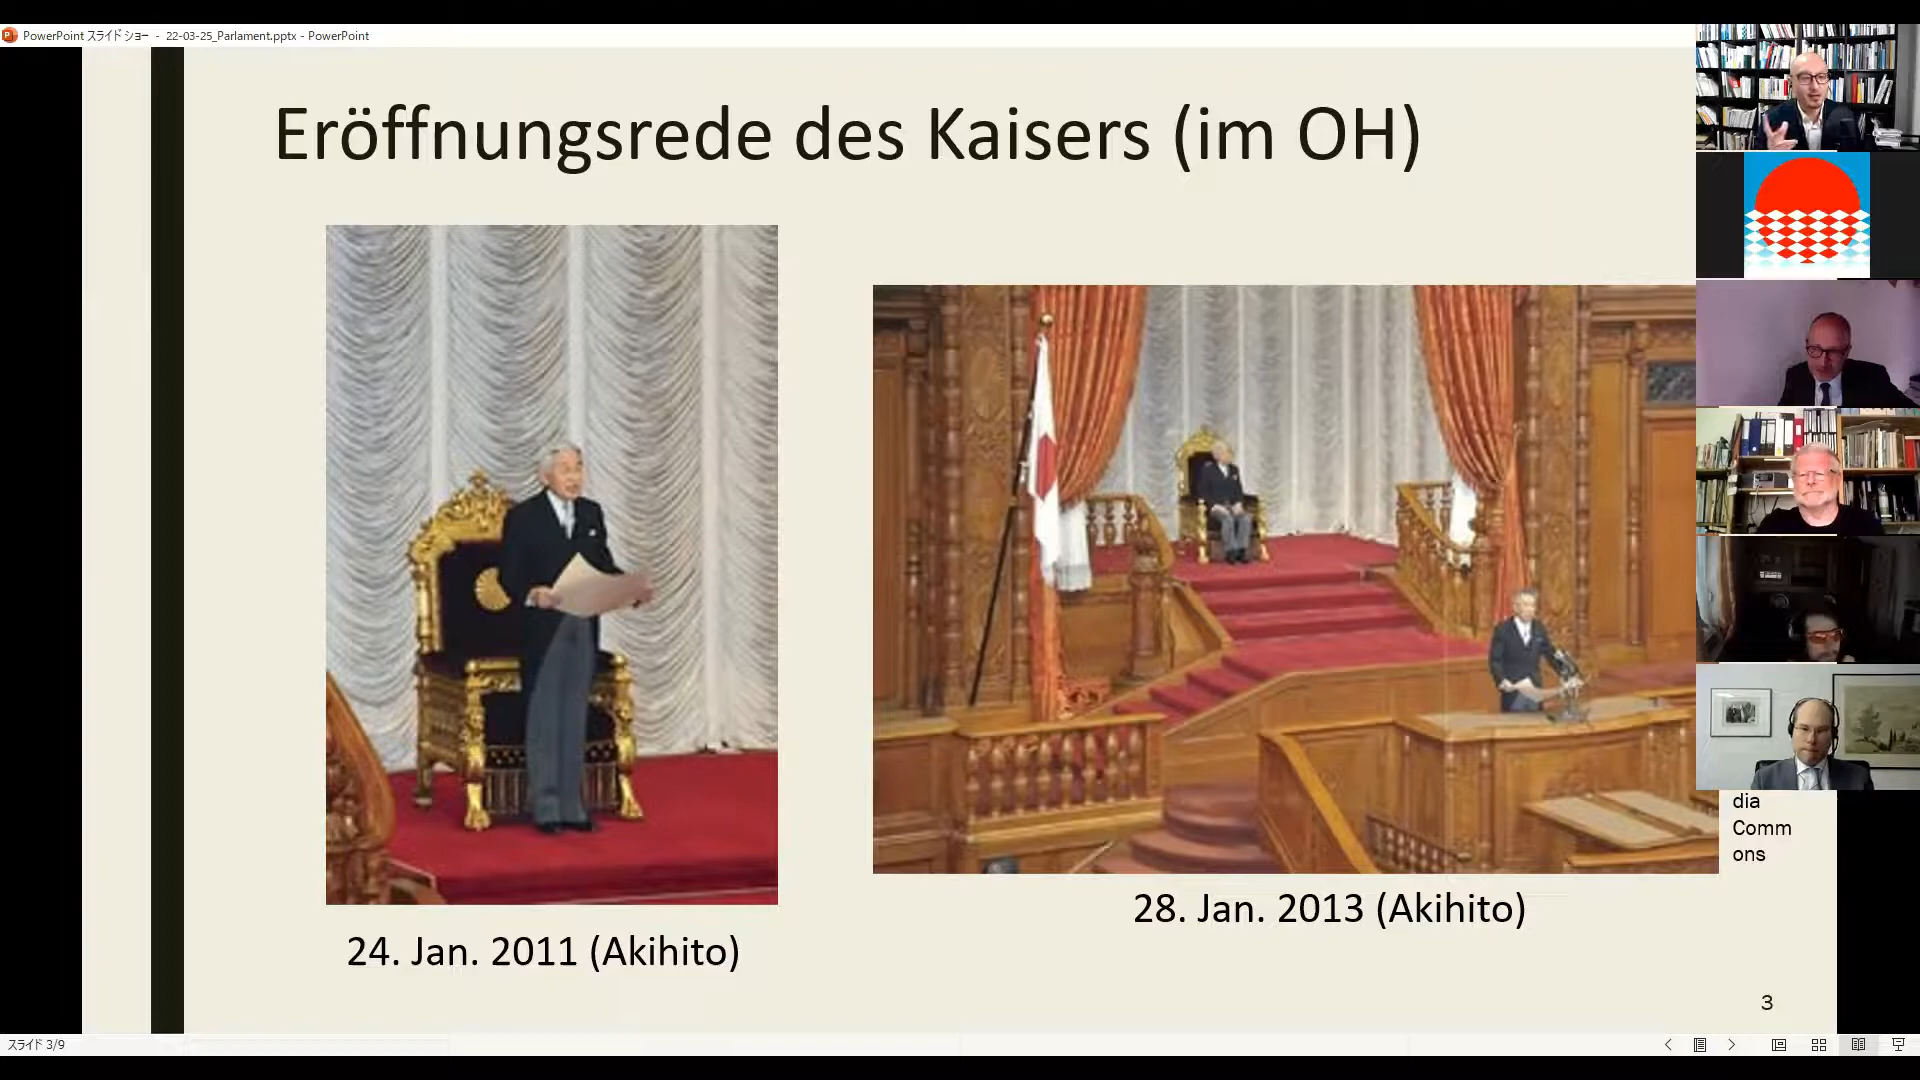 PowerPoint スライド ショー - 22-03-25_Parlament.pptx - PowerPoint
Eröffnungsrede des Kaisers (im OH)
dia
Comm
ons
28. Jan. 2013 (Akihito)
24. Jan. 2011 (Akihito)
3
スライド 3/9